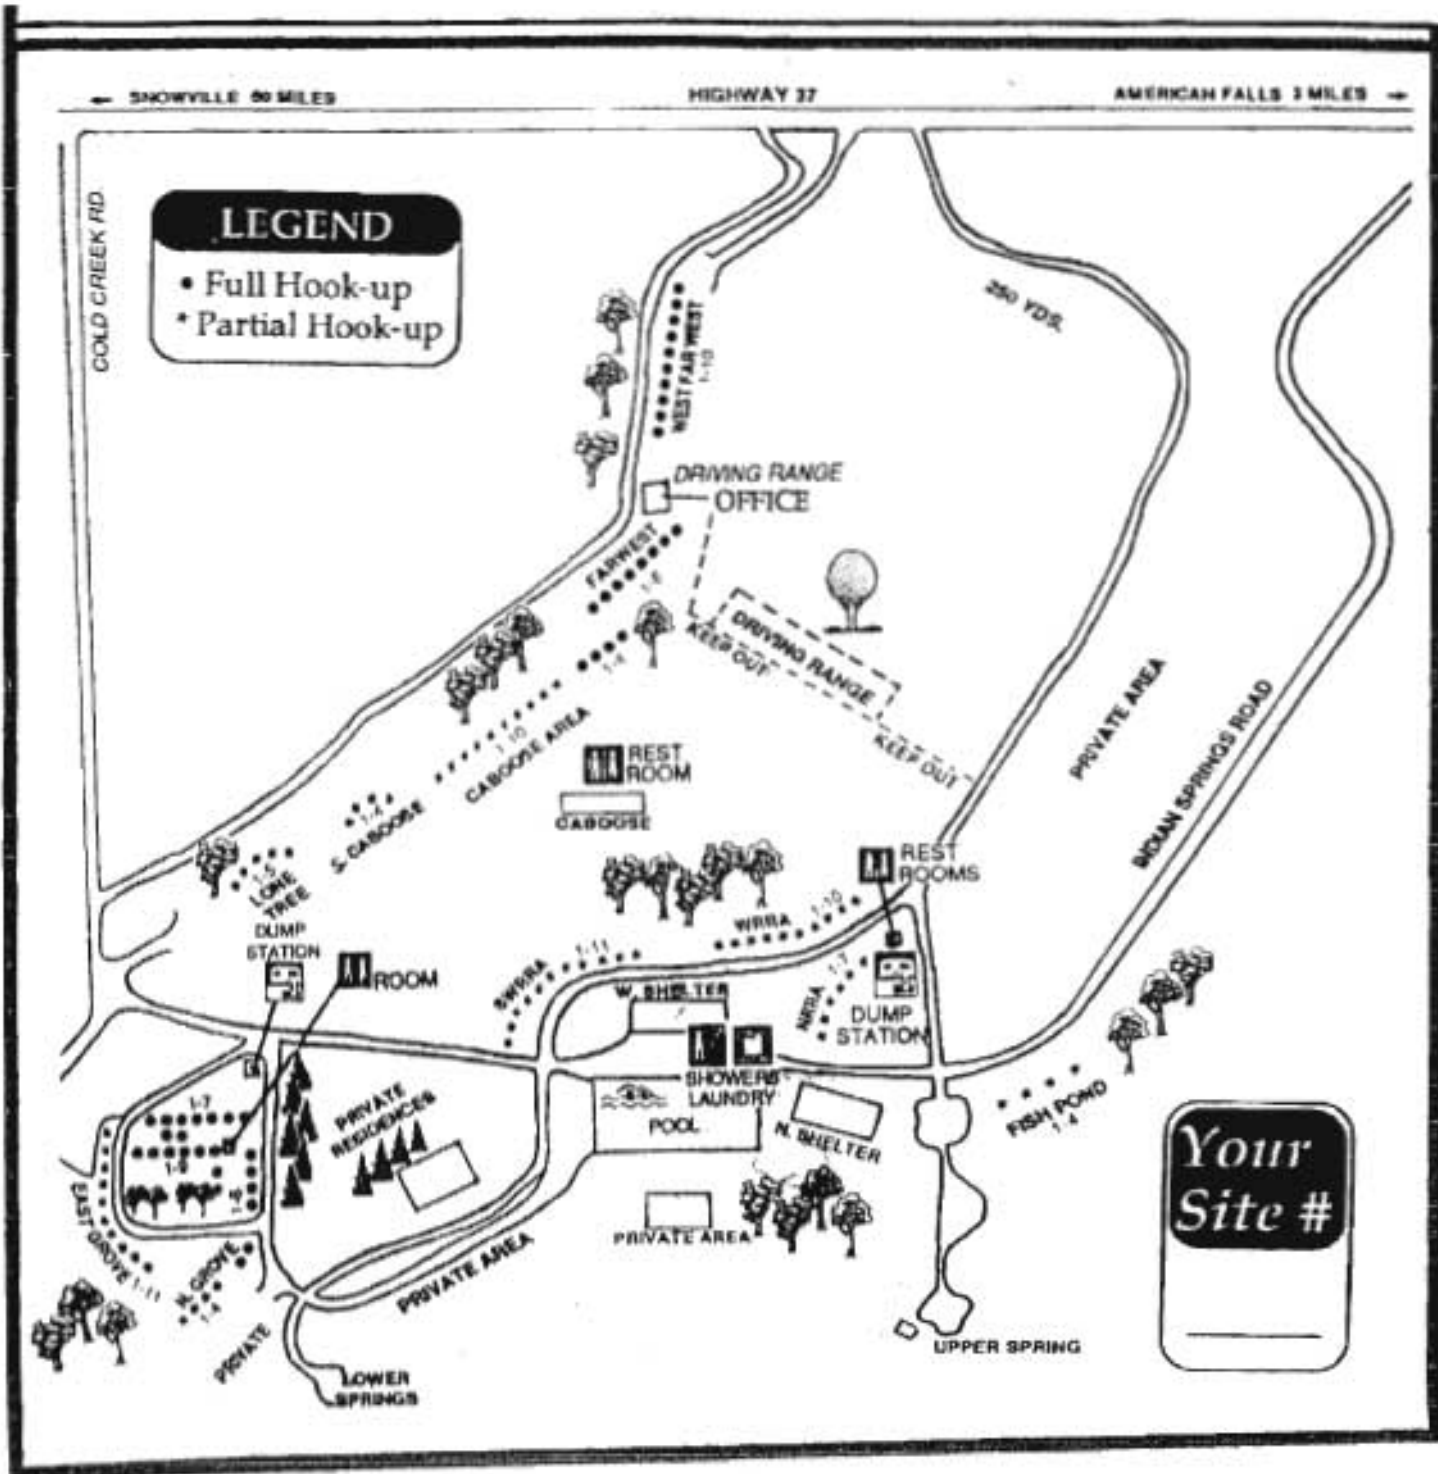 ← SNOWVILLE 60 MILES
HIGHWAY 37
AMERICAN FALLS 3 MILES →
COLD CREEK RD.
LEGEND
• Full Hook-up
* Partial Hook-up
250 YDS.
WEST FAR WEST
1-10
DRIVING RANGE
OFFICE
FARWEST
DRIVING RANGE
KEEP OUT
KEEP OUT
1-4
1-10
CABOOSE AREA
REST
ROOM
CABOOSE
1-4
S. CABOOSE
1-5
LONE
TREE
PRIVATE AREA
INDIAN SPRINGS ROAD
REST
ROOMS
WRRA
1-10
SWRRA
1-11
NRRA
1-7
DUMP
STATION
DUMP
STATION
ROOM
W. SHELTER
SHOWERS
LAUNDRY
POOL
N. SHELTER
FISH POND
1-4
PRIVATE
RESIDENCES
1-7
1-9
EAST GROVE 1-11
N. GROVE
1-4
PRIVATE
PRIVATE AREA
PRIVATE AREA
LOWER
SPRINGS
UPPER SPRING
Your
Site #